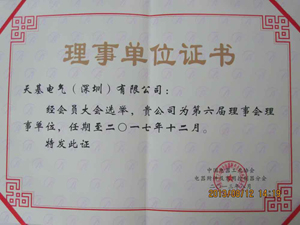 理事单位证书
天基电气（深圳）有限公司：
经会员大会选举，贵公司为第六届理事会理
事单位，任期至二〇一七年十二月。
特发此证